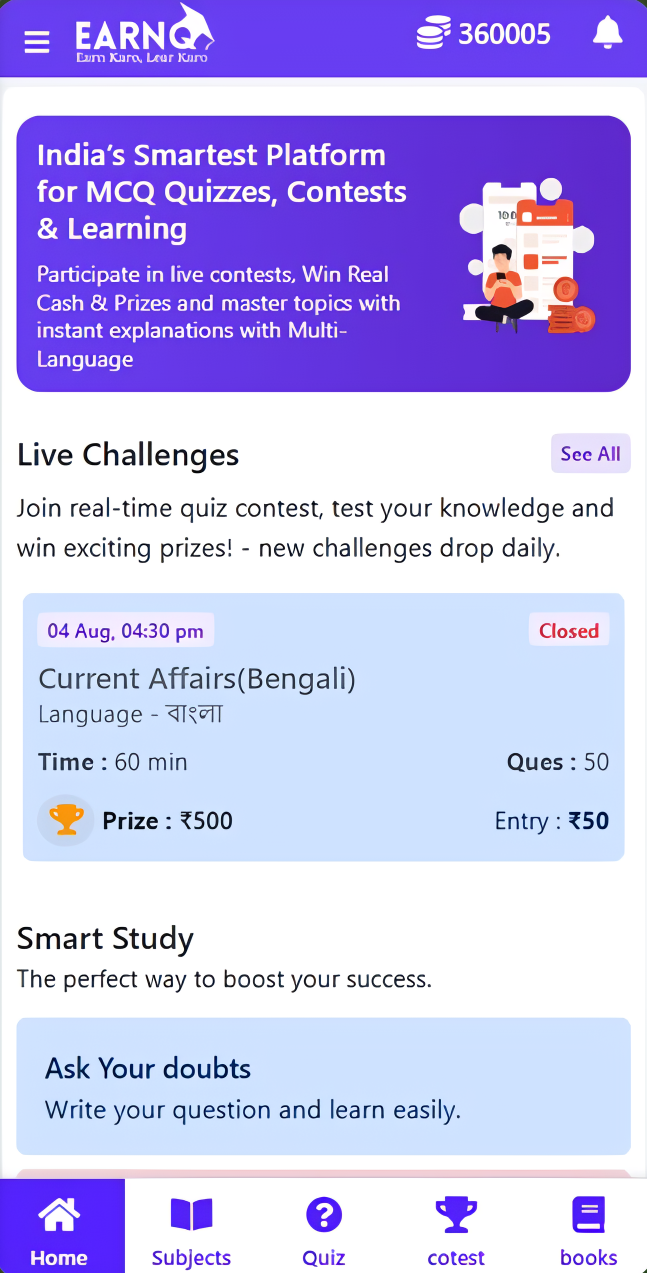 EARNQ
Earn Karo, Lear Karo
360005
India’s Smartest Platform
for MCQ Quizzes, Contests
& Learning
Participate in live contests, Win Real
Cash & Prizes and master topics with
instant explanations with Multi-
Language
Live Challenges
See All
Join real-time quiz contest, test your knowledge and
win exciting prizes! - new challenges drop daily.
04 Aug, 04:30 pm
Closed
Current Affairs(Bengali)
Language - বাংলা
Time : 60 min
Ques : 50
Prize : ₹500
Entry : ₹50
Smart Study
The perfect way to boost your success.
Ask Your doubts
Write your question and learn easily.
Home
Subjects
Quiz
cotest
books